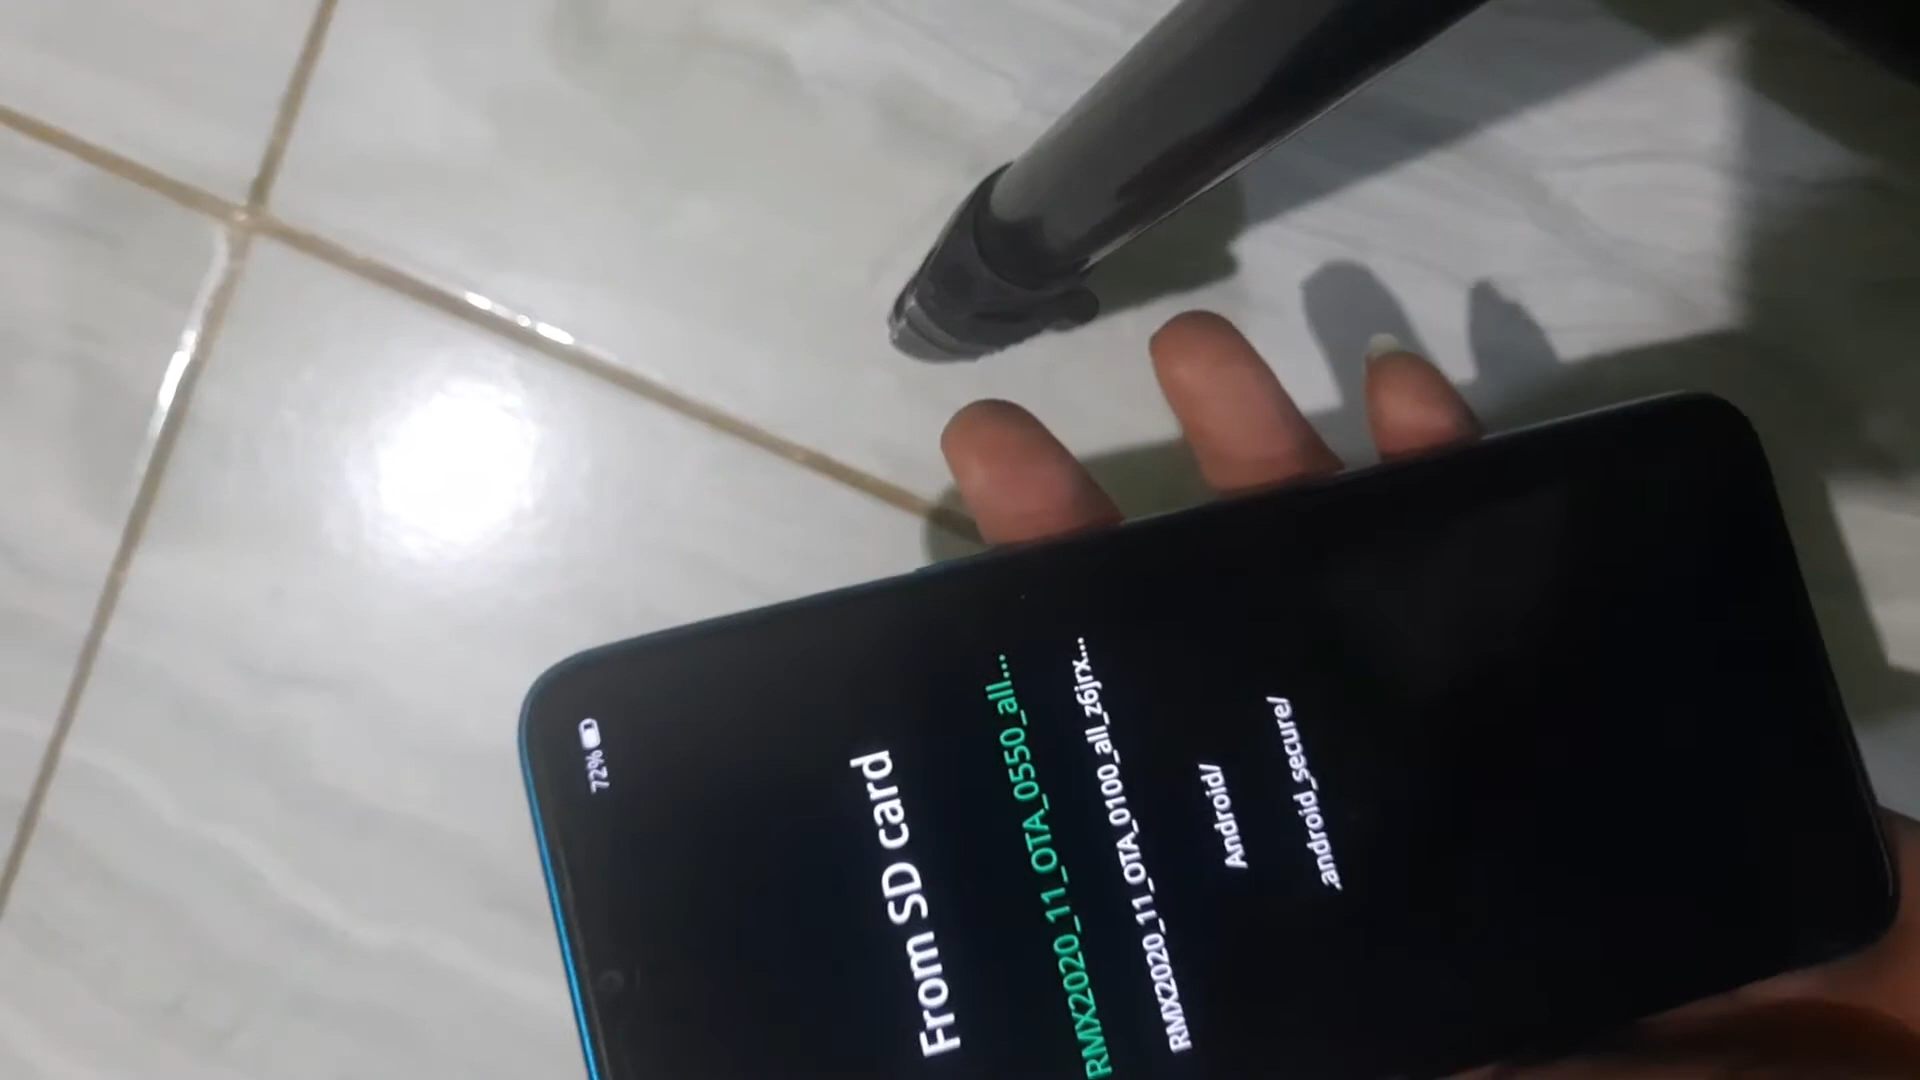 72%
From SD card
RMX2020_11_OTA_0550_all...
RMX2020_11_OTA_0100_all_z6jrx...
Android/
.android_secure/